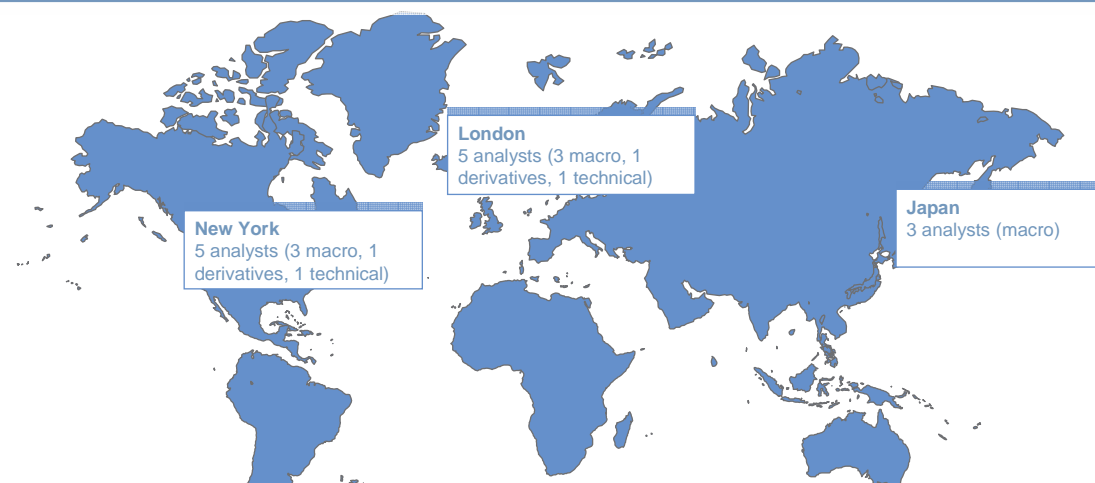 London
5 analysts (3 macro, 1
derivatives, 1 technical)
New York
5 analysts (3 macro, 1
derivatives, 1 technical)
Japan
3 analysts (macro)